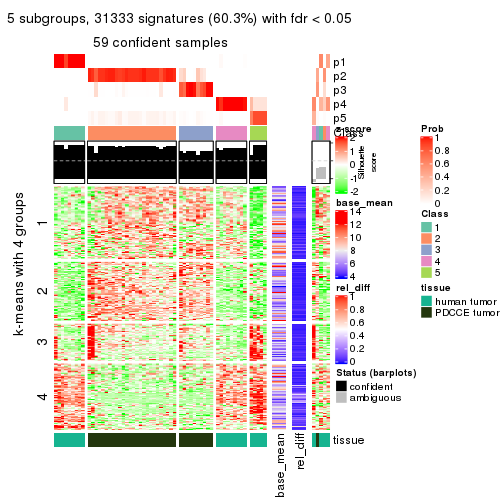 5 subgroups, 31333 signatures (60.3%) with fdr < 0.05
59 confident samples
p1
p2
p3
p4
p5
Class
Silhouette
score
k-means with 4 groups
1
2
3
4
base_mean
rel_diff
tissue
z-score
2
1
0
-1
-2
base_mean
14
12
10
8
6
4
rel_diff
1
0.8
0.6
0.4
0.2
0
Status (barplots)
confident
ambiguous
Prob
1
0.8
0.6
0.4
0.2
0
Class
1
2
3
4
5
tissue
human tumor
PDCCE tumor